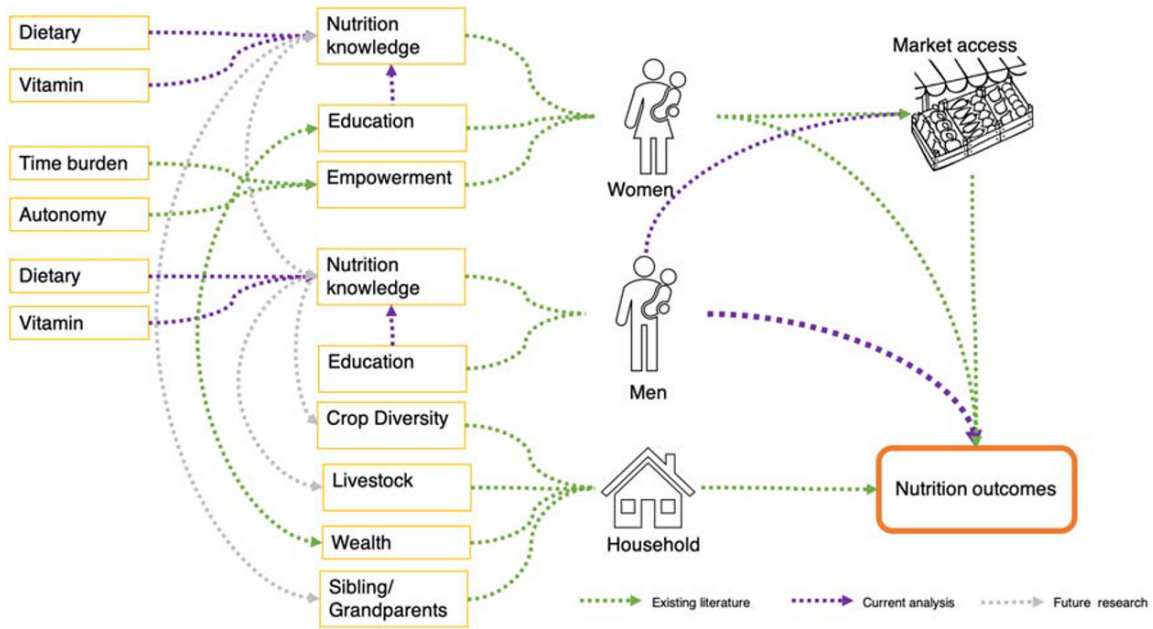 Dietary
Vitamin
Time burden
Autonomy
Dietary
Vitamin
Nutrition
knowledge
Education
Empowerment
Nutrition
knowledge
Education
Crop Diversity
Livestock
Wealth
Sibling/
Grandparents
Women
Men
Household
Market access
Nutrition outcomes
Existing literature
Current analysis
Future research